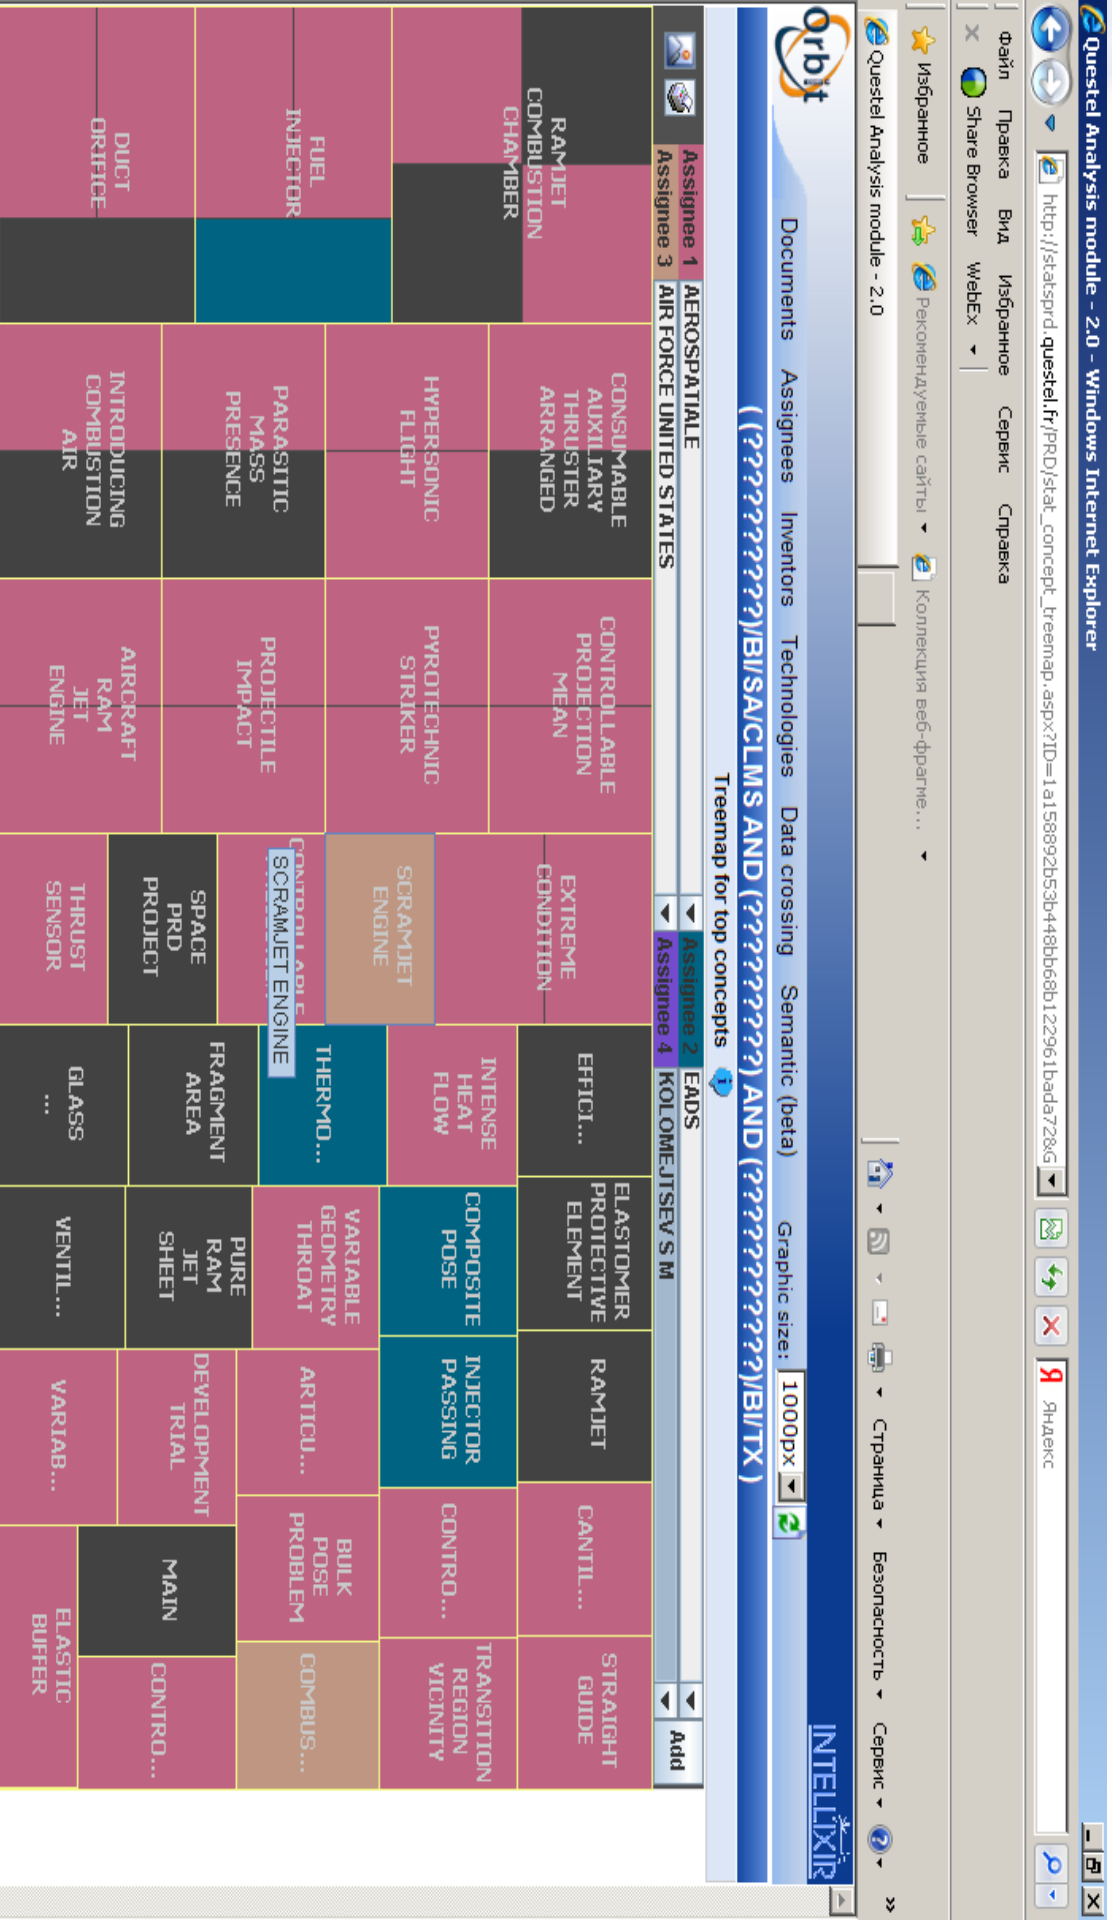 Questel Analysis module - 2.0 - Windows Internet Explorer
http://statsprd.questel.fr/PRD/stat_concept_treemap.aspx?ID=1a158892b53b448bb68b122961bada72&G
Яндекс
Файл Правка Вид Избранное Сервис Справка
Share Browser WebEx
Избранное Рекомендуемые сайты Коллекция веб-фрагме...
Questel Analysis module - 2.0
Страница Безопасность Сервис
Orbit
INTELLIXIR
Documents Assignees Inventors Technologies Data crossing Semantic (beta) Graphic size: 1000px
((???????????)/BI/SA/CLMS AND (??????????) AND (????????????)/BI/TX )
Treemap for top concepts
Assignee 1 AEROSPATIALE Assignee 2 EADS
Assignee 3 AIR FORCE UNITED STATES Assignee 4 KOLOMEJTSEV S M
Add
RAMJET
COMBUSTION
CHAMBER
FUEL
INJECTOR
DUCT
ORIFICE
CONSUMABLE
AUXILIARY
THRUSTER
ARRANGED
HYPERSONIC
FLIGHT
PARASITIC
MASS
PRESENCE
INTRODUCING
COMBUSTION
AIR
CONTROLLABLE
PROJECTION
MEAN
PYROTECHNIC
STRIKER
PROJECTILE
IMPACT
AIRCRAFT
RAM
JET
ENGINE
EXTREME
CONDITION
SCRAMJET
ENGINE
CONTROLLABLE
SCRAMJET ENGINE
SPACE
PRD
PROJECT
THRUST
SENSOR
EFFICI...
INTENSE
HEAT
FLOW
THERMO...
FRAGMENT
AREA
GLASS
...
ELASTOMER
PROTECTIVE
ELEMENT
COMPOSITE
POSE
VARIABLE
GEOMETRY
THROAT
PURE
RAM
JET
SHEET
VENTIL...
RAMJET
INJECTOR
PASSING
ARTICU...
DEVELOPMENT
TRIAL
VARIAB...
CANTIL...
CONTRO...
BULK
POSE
PROBLEM
MAIN
ELASTIC
BUFFER
STRAIGHT
GUIDE
TRANSITION
REGION
VICINITY
COMBUS...
CONTRO...